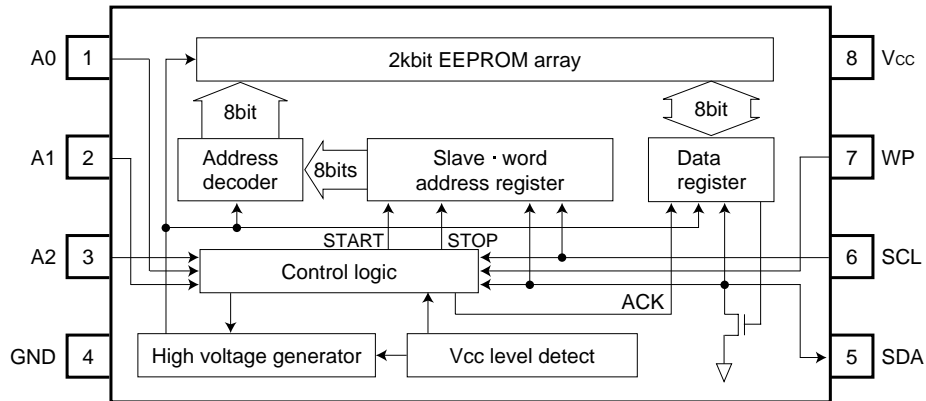 A0 1
2kbit EEPROM array
8 Vcc
8bit
8bit
A1 2
Address
decoder
8bits
Slave・word
address register
Data
register
7 WP
START
STOP
A2 3
Control logic
6 SCL
ACK
GND 4
High voltage generator
Vcc level detect
5 SDA